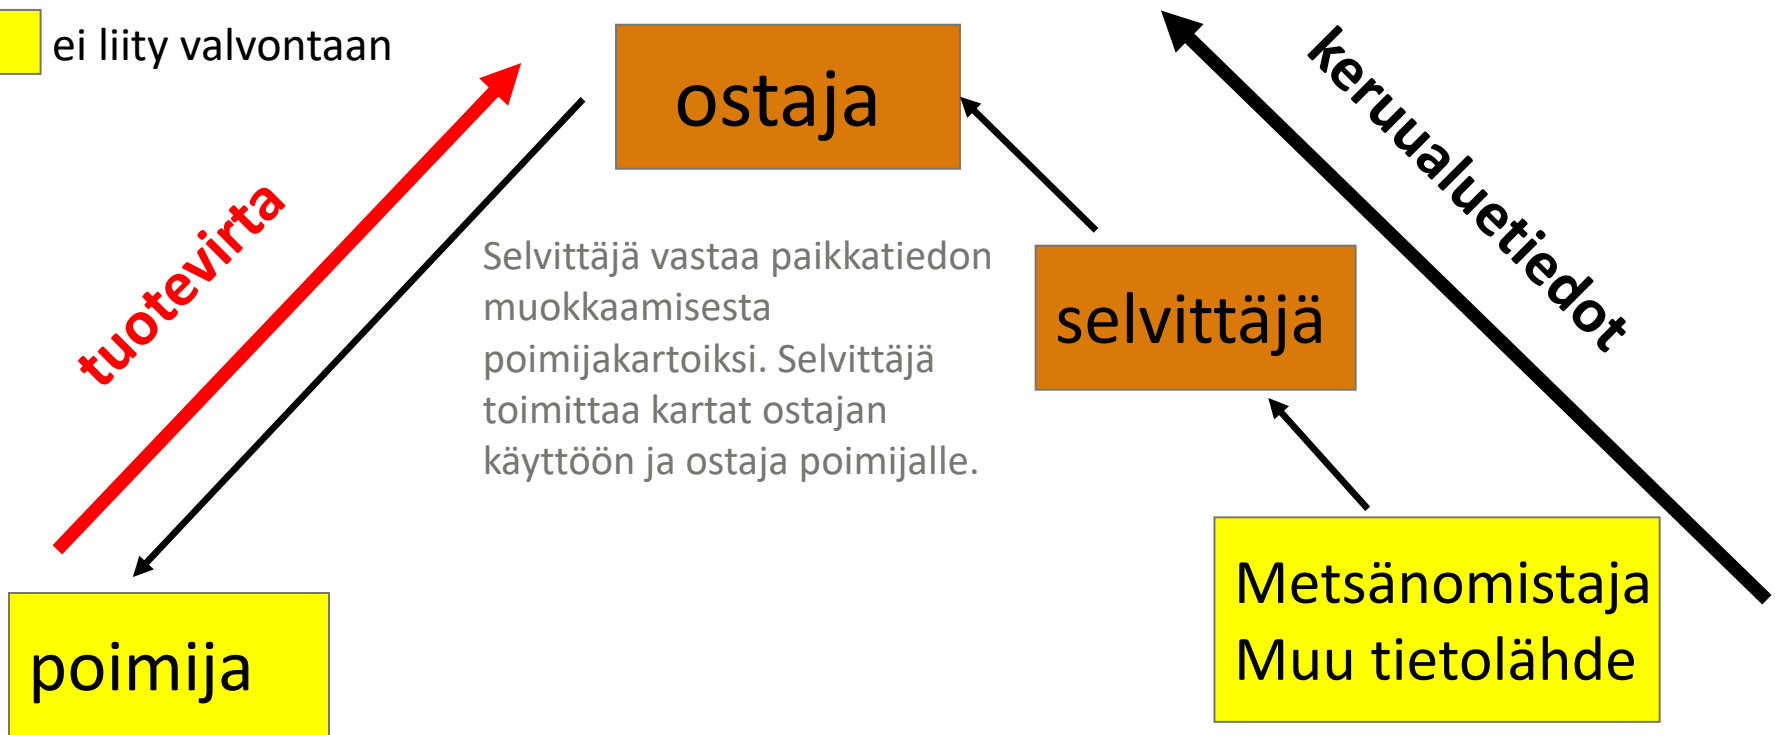 ei liity valvontaan
ostaja
keruualuetiedot
tuotevirta
Selvittäjä vastaa paikkatiedon
muokkaamisesta
poimijakartoiksi. Selvittäjä
toimittaa kartat ostajan
käyttöön ja ostaja poimijalle.
selvittäjä
Metsänomistaja
Muu tietolähde
poimija